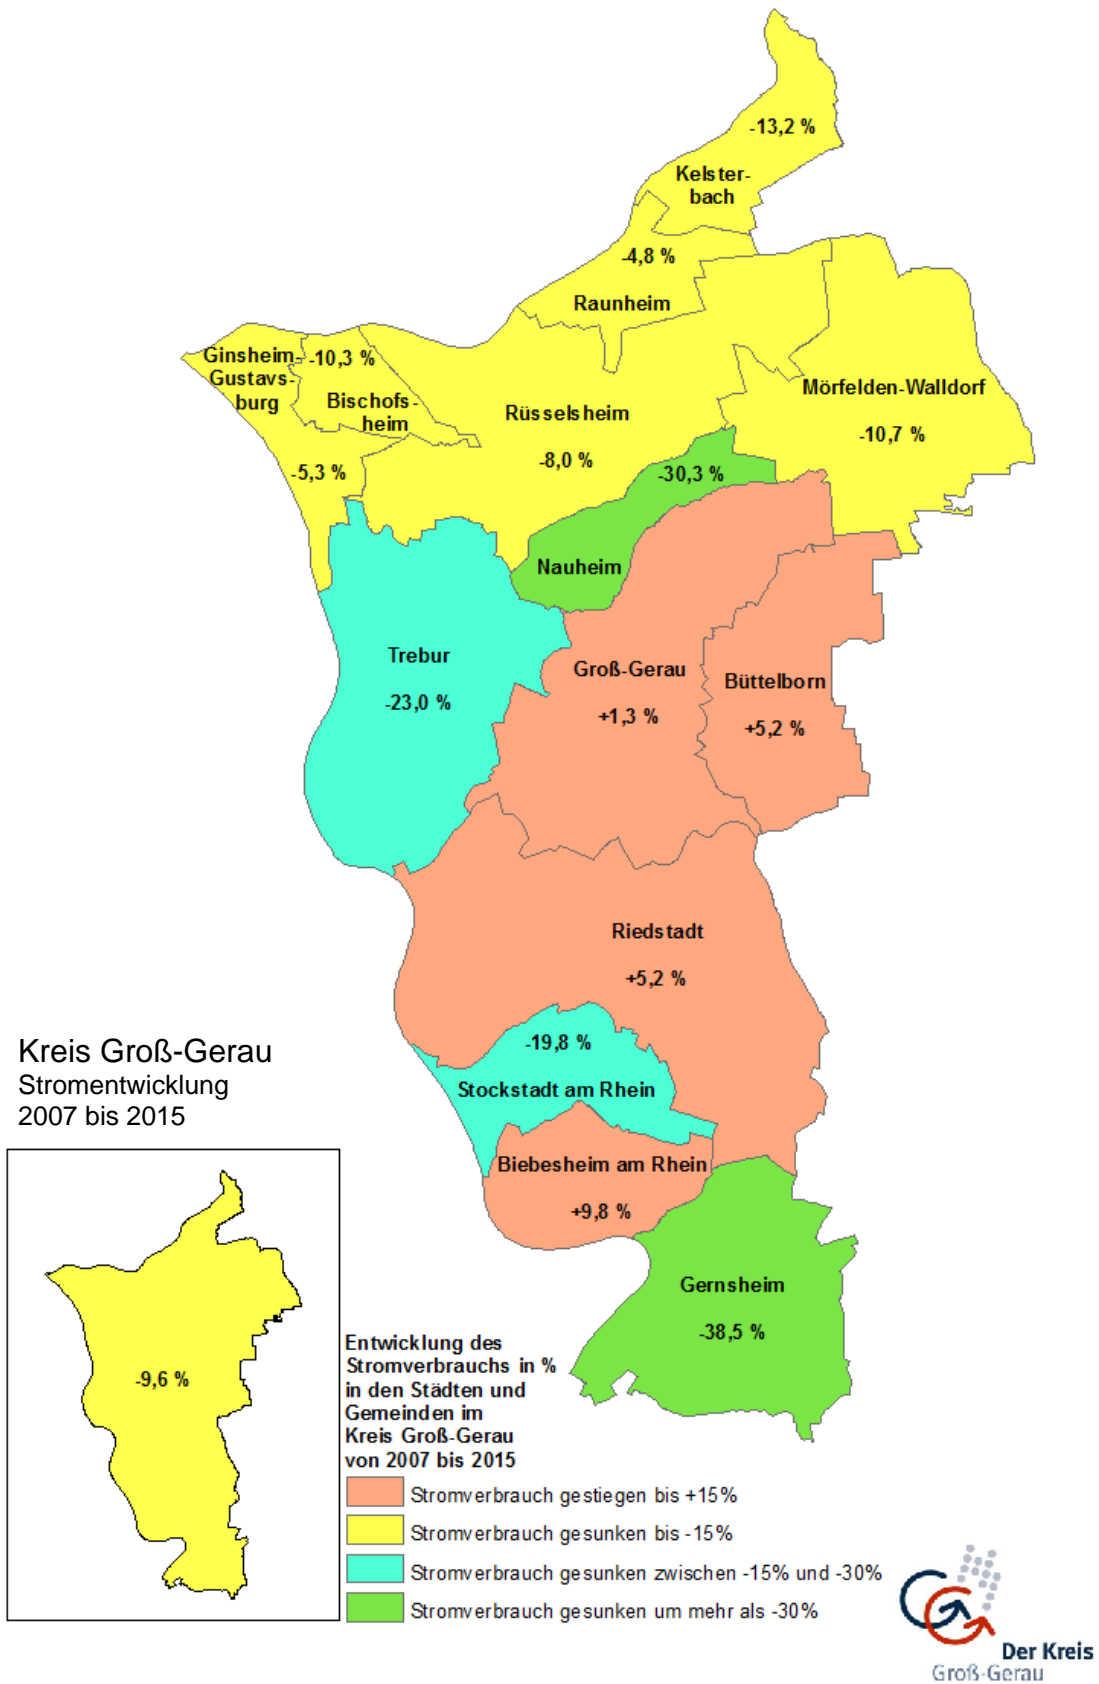 -13,2 %
Kelster-
bach
-4,8 %
Raunheim
Ginsheim-
Gustavs-
burg
-10,3 %
Bischofs-
heim
-5,3 %
Rüsselsheim
-8,0 %
Mörfelden-Walldorf
-10,7 %
-30,3 %
Nauheim
Trebur
-23,0 %
Groß-Gerau
+1,3 %
Büttelborn
+5,2 %
Riedstadt
+5,2 %
-19,8 %
Stockstadt am Rhein
Biebesheim am Rhein
+9,8 %
Gernsheim
-38,5 %
Kreis Groß-Gerau
Stromentwicklung
2007 bis 2015
-9,6 %
Entwicklung des
Stromverbrauchs in %
in den Städten und
Gemeinden im
Kreis Groß-Gerau
von 2007 bis 2015
Stromverbrauch gestiegen bis +15%
Stromverbrauch gesunken bis -15%
Stromverbrauch gesunken zwischen -15% und -30%
Stromverbrauch gesunken um mehr als -30%
Der Kreis
Groß-Gerau